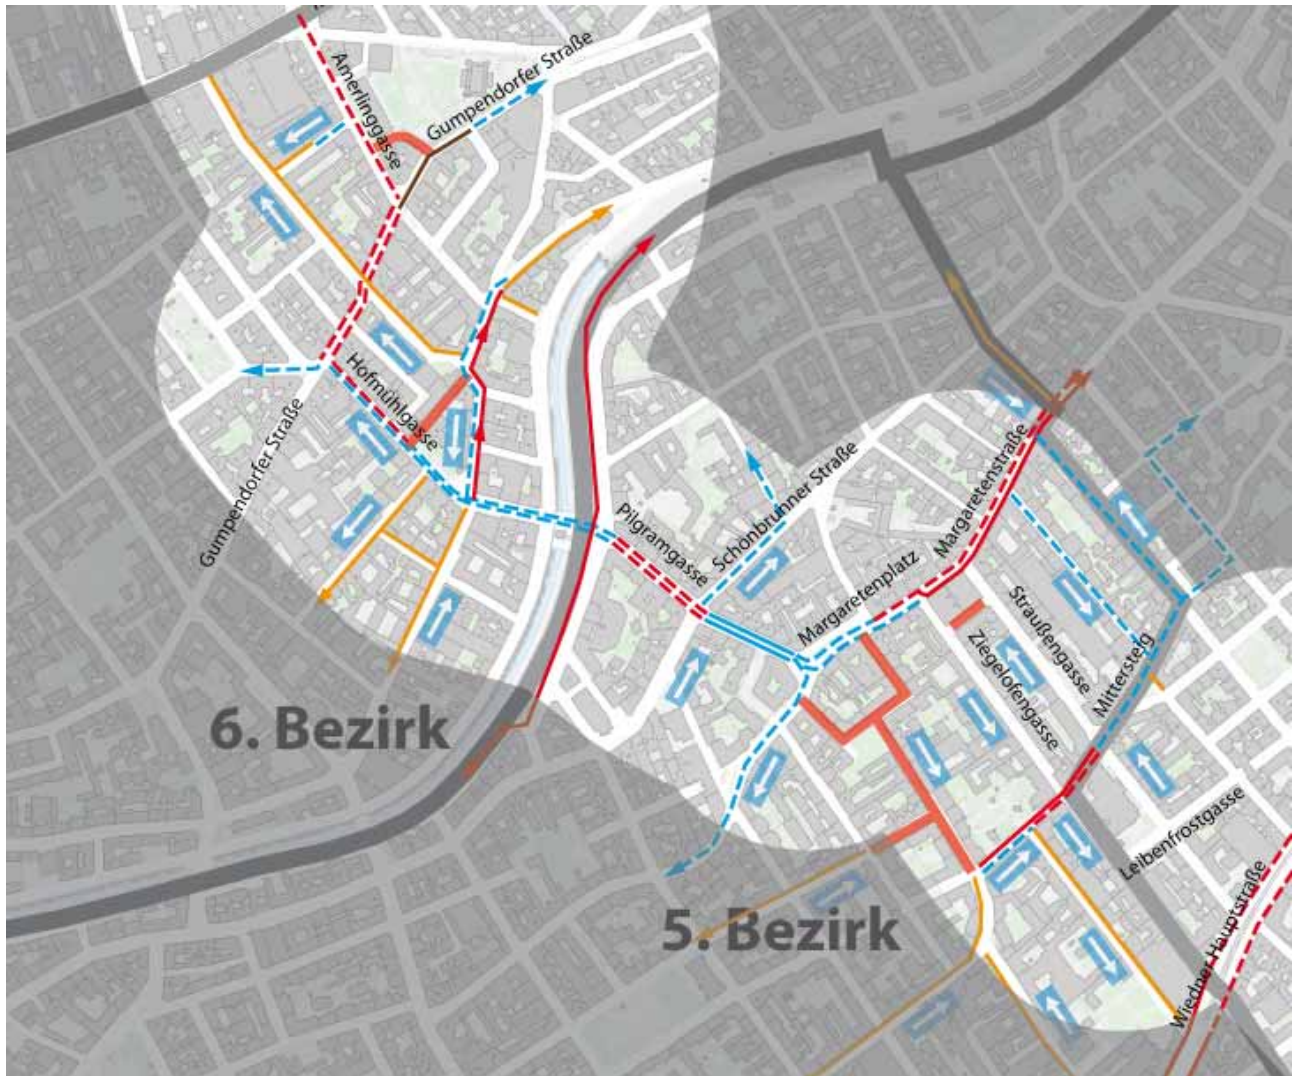 Amerlinggasse
Gumpendorfer Straße
Hofmühlgasse
Gumpendorfer Straße
Pilgramgasse
Schönbrunner Straße
Margaretenplatz
Margaretenstraße
Straußengasse
Ziegelofengasse
Mittersteig
6. Bezirk
Leibenfrostgasse
5. Bezirk
Wiedner Hauptstraße